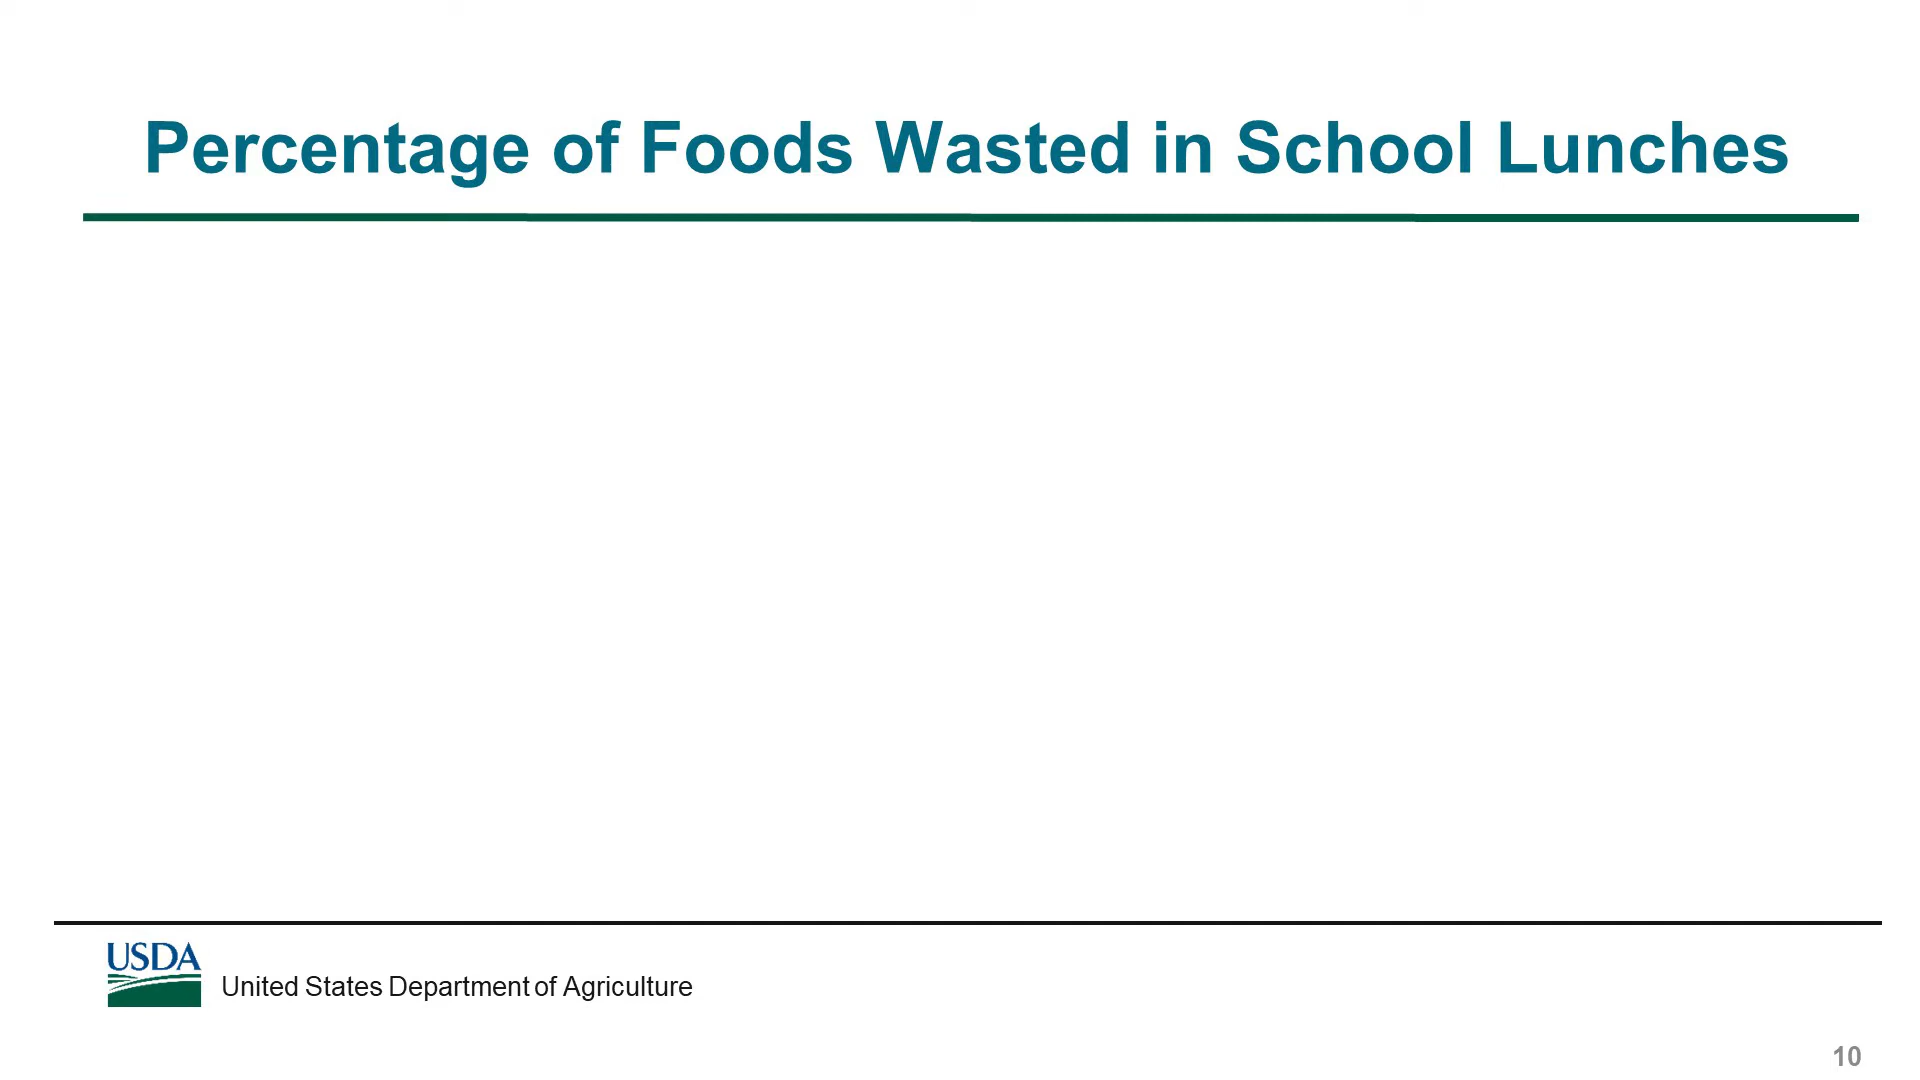 Percentage of Foods Wasted in School Lunches
USDA
United States Department of Agriculture
10